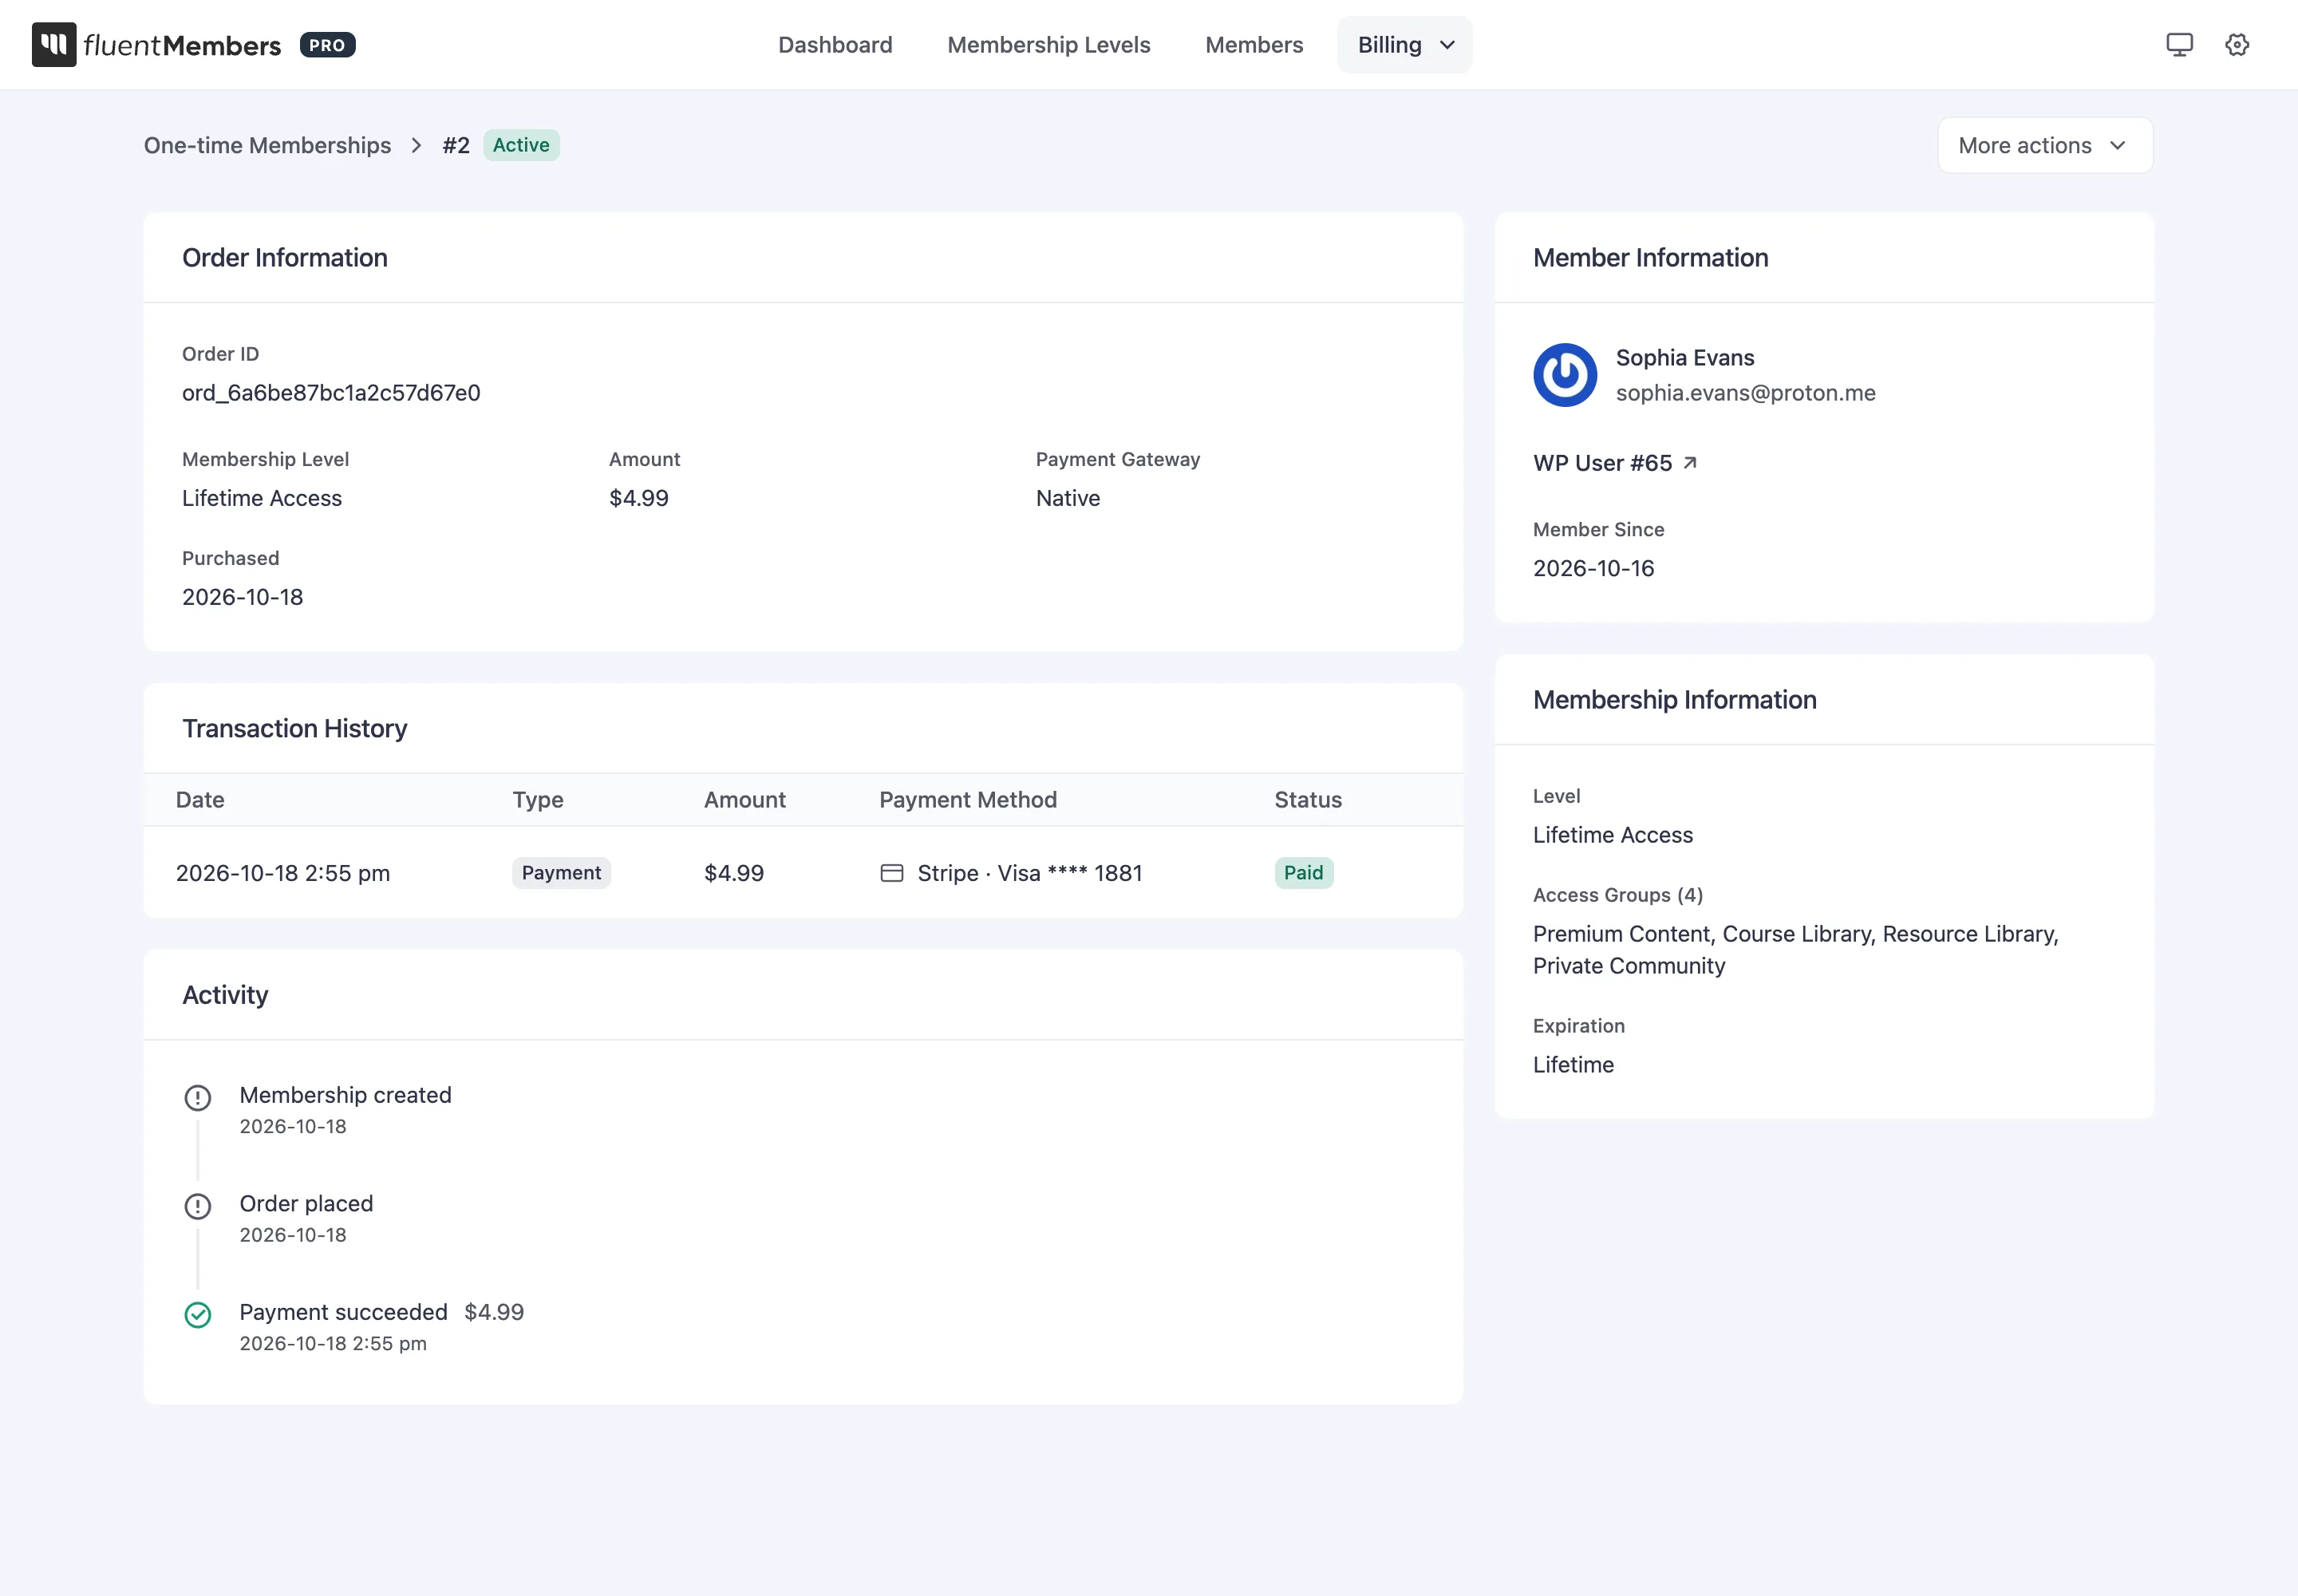 fluentMembers PRO
Dashboard
Membership Levels
Members
Billing
One-time Memberships > #2 Active
More actions
Order Information
Order ID
ord_6a6be87bc1a2c57d67e0
Membership Level Amount Payment Gateway
Lifetime Access $4.99 Native
Purchased
2026-10-18
Transaction History
Date Type Amount Payment Method Status
2026-10-18 2:55 pm Payment $4.99 Stripe · Visa **** 1881 Paid
Activity
Membership created
2026-10-18
Order placed
2026-10-18
Payment succeeded $4.99
2026-10-18 2:55 pm
Member Information
Sophia Evans
sophia.evans@proton.me
WP User #65
Member Since
2026-10-16
Membership Information
Level
Lifetime Access
Access Groups (4)
Premium Content, Course Library, Resource Library,
Private Community
Expiration
Lifetime